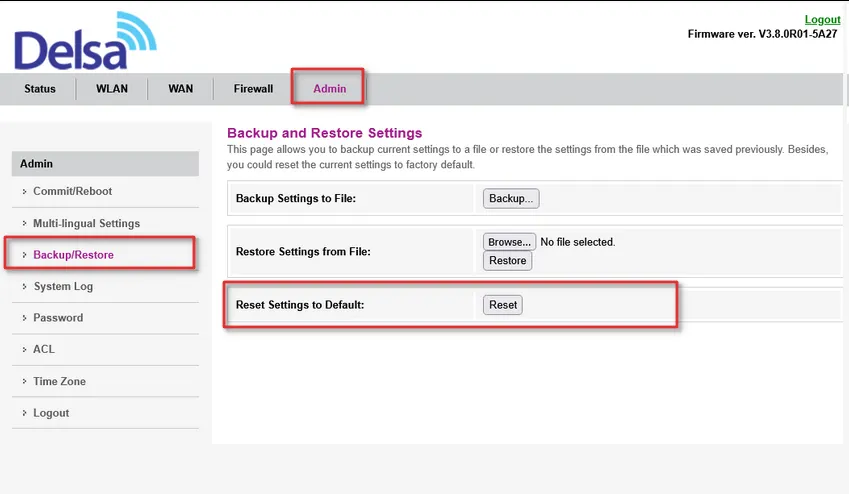 Logout
Firmware ver. V3.8.0R01-5A27
Delsa
Status WLAN WAN Firewall Admin
Admin
Commit/Reboot
Multi-lingual Settings
Backup/Restore
System Log
Password
ACL
Time Zone
Logout
Backup and Restore Settings
This page allows you to backup current settings to a file or restore the settings from the file which was saved previously. Besides,
you could reset the current settings to factory default.
Backup Settings to File: Backup...
Restore Settings from File: Browse... No file selected.
Restore
Reset Settings to Default: Reset